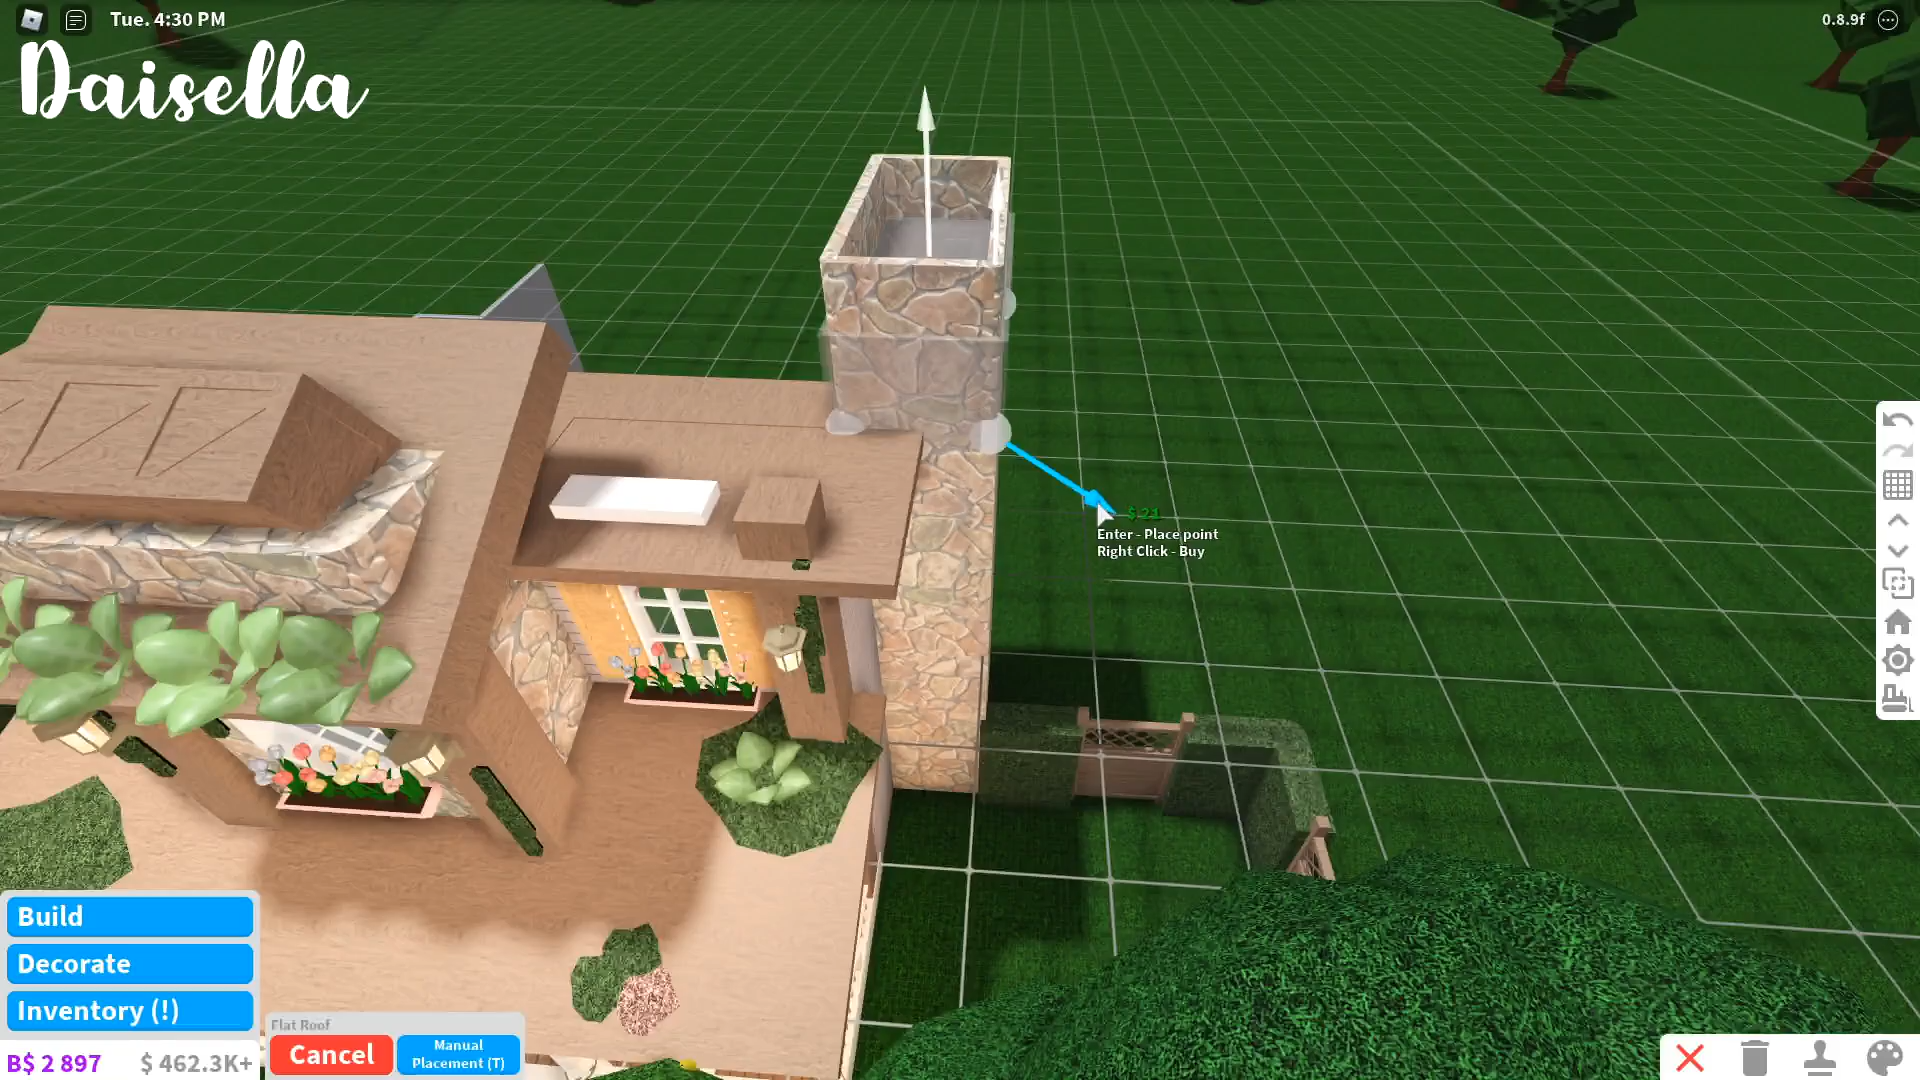 Tue. 4:30 PM
0.8.9f
Daisella
$ 21
Enter - Place point
Right Click - Buy
Build
Decorate
Inventory (!)
Flat Roof
Cancel
Manual
Placement (T)
B$ 2 897
$ 462.3K+